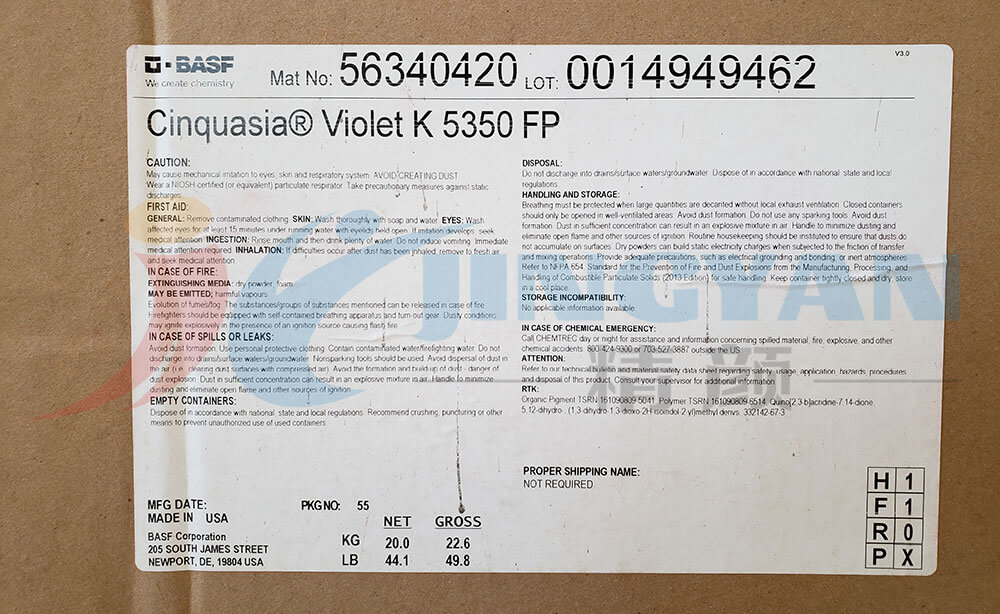 BASF
We create chemistry
Mat No: 56340420 LOT: 0014949462
V3.0
Cinquasia® Violet K 5350 FP
CAUTION:
May cause mechanical irritation to eyes, skin and respiratory system. AVOID CREATING DUST
Wear a NIOSH-certified (or equivalent) particulate respirator. Take precautionary measures against static
discharges.
FIRST AID:
GENERAL: Remove contaminated clothing. SKIN: Wash thoroughly with soap and water. EYES: Wash
affected eyes for at least 15 minutes under running water with eyelids held open. If irritation develops, seek
medical attention. INGESTION: Rinse mouth and then drink plenty of water. Do not induce vomiting. Immediate
medical attention required. INHALATION: If difficulties occur after dust has been inhaled, remove to fresh air
and seek medical attention.
IN CASE OF FIRE:
EXTINGUISHING MEDIA: dry powder, foam
MAY BE EMITTED; harmful vapours
Evolution of fumes/fog. The substances/groups of substances mentioned can be released in case of fire.
Firefighters should be equipped with self-contained breathing apparatus and turn-out gear. Dusty conditions
may ignite explosively in the presence of an ignition source causing flash fire.
IN CASE OF SPILLS OR LEAKS:
Avoid dust formation. Use personal protective clothing. Contain contaminated water/firefighting water. Do not
discharge into drains/surface waters/groundwater. Nonsparking tools should be used. Avoid dispersal of dust in
the air (i.e. cleaning dust surfaces with compressed air). Avoid the formation and build-up of dust - danger of
dust explosion. Dust in sufficient concentration can result in an explosive mixture in air. Handle to minimize
dusting and eliminate open flame and other sources of ignition.
EMPTY CONTAINERS:
Dispose of in accordance with national, state and local regulations. Recommend crushing, puncturing or other
means to prevent unauthorized use of used containers.
DISPOSAL:
Do not discharge into drains/surface waters/groundwater. Dispose of in accordance with national, state and local
regulations.
HANDLING AND STORAGE:
Breathing must be protected when large quantities are decanted without local exhaust ventilation. Closed containers
should only be opened in well-ventilated areas. Avoid dust formation. Do not use any sparking tools. Avoid dust
formation. Dust in sufficient concentration can result in an explosive mixture in air. Handle to minimize dusting and
eliminate open flame and other sources of ignition. Routine housekeeping should be instituted to ensure that dusts do
not accumulate on surfaces. Dry powders can build static electricity charges when subjected to the friction of transfer
and mixing operations. Provide adequate precautions, such as electrical grounding and bonding, or inert atmospheres.
Refer to NFPA 654, Standard for the Prevention of Fire and Dust Explosions from the Manufacturing, Processing, and
Handling of Combustible Particulate Solids (2013 Edition) for safe handling. Keep container tightly closed and dry; store
in a cool place.
STORAGE INCOMPATIBILITY:
No applicable information available.
IN CASE OF CHEMICAL EMERGENCY:
Call CHEMTREC day or night for assistance and information concerning spilled material, fire, explosive, and other
chemical accidents. 800-424-9300 or 703-527-3887 outside the US
ATTENTION:
Refer to our technical and safety data sheet regarding safety, usage, application, hazards, procedures
and disposal of this product. Consult your supervisor for additional information.
RTK:
Organic Pigment TSRN 161090809-5041 Polymer TSRN 161090809-6514 Quino[2,3-b]acridine-7,14-dione,
5,12-dihydro-, (1,3-dihydro-1,3-dioxo-2H-isoindol-2-yl)methyl derivs. 332142-67-3
JINGYAN
精颜
PROPER SHIPPING NAME:
NOT REQUIRED
MFG DATE: PKG NO: 55
MADE IN USA
NET GROSS
BASF Corporation
205 SOUTH JAMES STREET
NEWPORT, DE, 19804 USA
KG 20.0 22.6
LB 44.1 49.8
H 1
F 1
R 0
P X